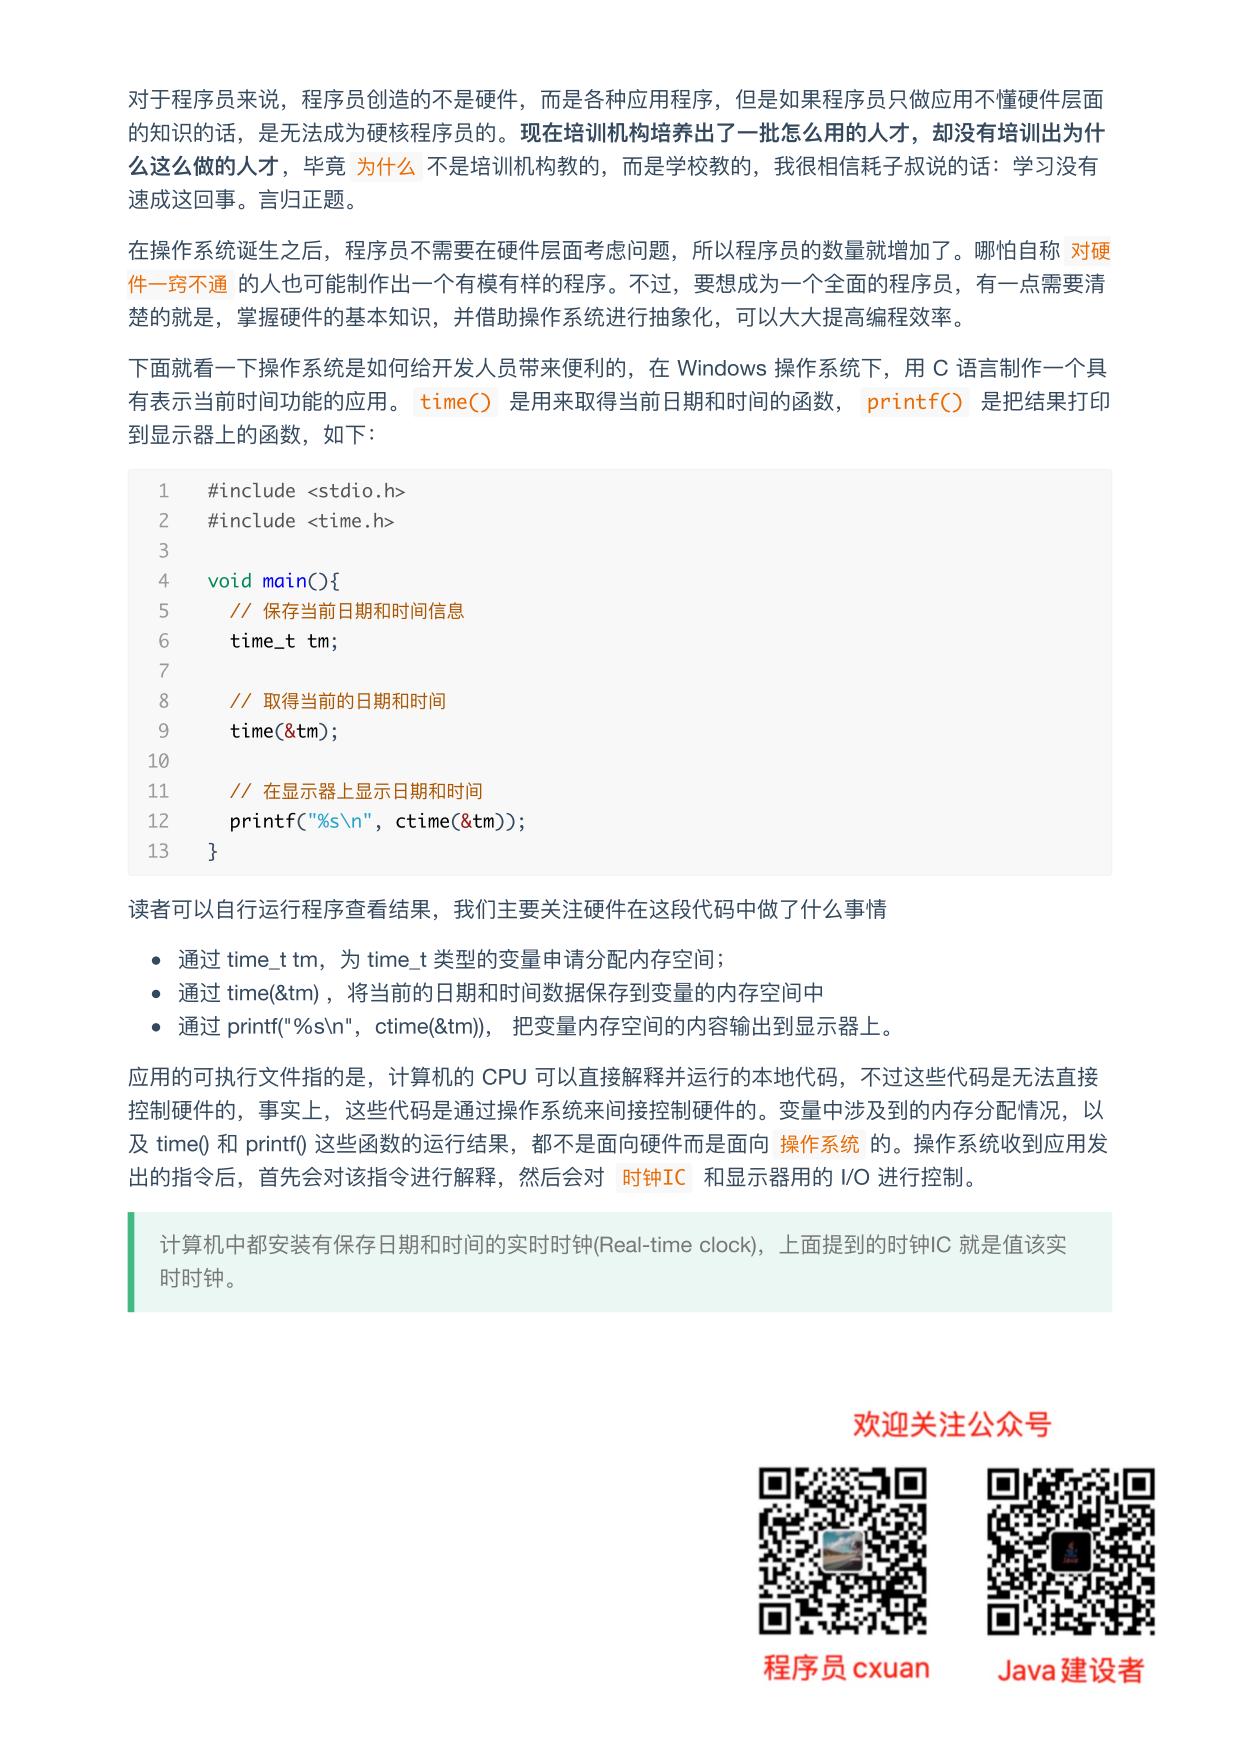 对于程序员来说，程序员创造的不是硬件，而是各种应用程序，但是如果程序员只做应用不懂硬件层面
的知识的话，是无法成为硬核程序员的。现在培训机构培养出了一批怎么用的人才，却没有培训出为什
么这么做的人才，毕竟 为什么 不是培训机构教的，而是学校教的，我很相信耗子叔说的话：学习没有
速成这回事。言归正题。
在操作系统诞生之后，程序员不需要在硬件层面考虑问题，所以程序员的数量就增加了。哪怕自称 对硬
件一窍不通 的人也可能制作出一个有模有样的程序。不过，要想成为一个全面的程序员，有一点需要清
楚的就是，掌握硬件的基本知识，并借助操作系统进行抽象化，可以大大提高编程效率。
下面就看一下操作系统是如何给开发人员带来便利的，在 Windows 操作系统下，用 C 语言制作一个具
有表示当前时间功能的应用。 time() 是用来取得当前日期和时间的函数， printf() 是把结果打印
到显示器上的函数，如下：
1 #include <stdio.h>
2 #include <time.h>
3
4 void main(){
5 // 保存当前日期和时间信息
6 time_t tm;
7
8 // 取得当前的日期和时间
9 time(&tm);
10
11 // 在显示器上显示日期和时间
12 printf("%s\n", ctime(&tm));
13 }
读者可以自行运行程序查看结果，我们主要关注硬件在这段代码中做了什么事情
• 通过 time_t tm，为 time_t 类型的变量申请分配内存空间；
• 通过 time(&tm) ，将当前的日期和时间数据保存到变量的内存空间中
• 通过 printf("%s\n"，ctime(&tm))， 把变量内存空间的内容输出到显示器上。
应用的可执行文件指的是，计算机的 CPU 可以直接解释并运行的本地代码，不过这些代码是无法直接
控制硬件的，事实上，这些代码是通过操作系统来间接控制硬件的。变量中涉及到的内存分配情况，以
及 time() 和 printf() 这些函数的运行结果，都不是面向硬件而是面向 操作系统 的。操作系统收到应用发
出的指令后，首先会对该指令进行解释，然后会对 时钟IC 和显示器用的 I/O 进行控制。
计算机中都安装有保存日期和时间的实时时钟(Real-time clock)，上面提到的时钟IC 就是值该实
时时钟。
欢迎关注公众号
程序员cxuan
Java建设者